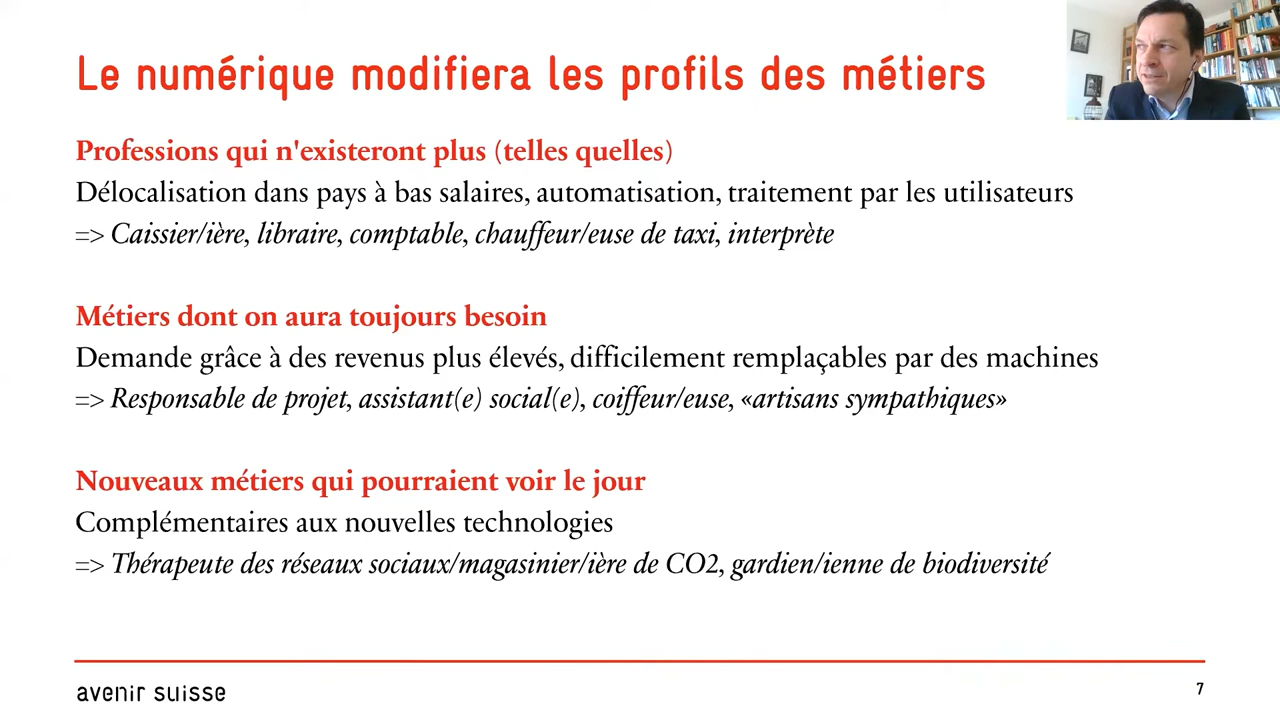 Le numérique modifiera les profils des métiers
Professions qui n'existeront plus (telles quelles)
Délocalisation dans pays à bas salaires, automatisation, traitement par les utilisateurs
=> Caissier/ière, libraire, comptable, chauffeur/euse de taxi, interprète
Métiers dont on aura toujours besoin
Demande grâce à des revenus plus élevés, difficilement remplaçables par des machines
=> Responsable de projet, assistant(e) social(e), coiffeur/euse, «artisans sympathiques»
Nouveaux métiers qui pourraient voir le jour
Complémentaires aux nouvelles technologies
=> Thérapeute des réseaux sociaux/magasinier/ière de CO2, gardien/ienne de biodiversité
avenir suisse
7